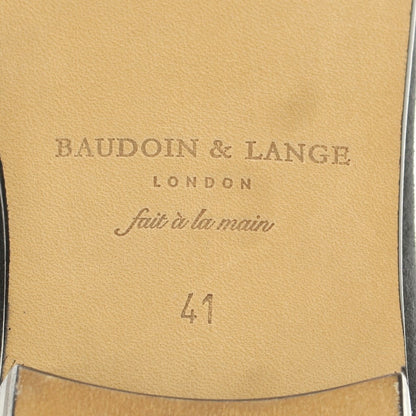 BAUDOIN & LANGE
LONDON
fait à la main
41